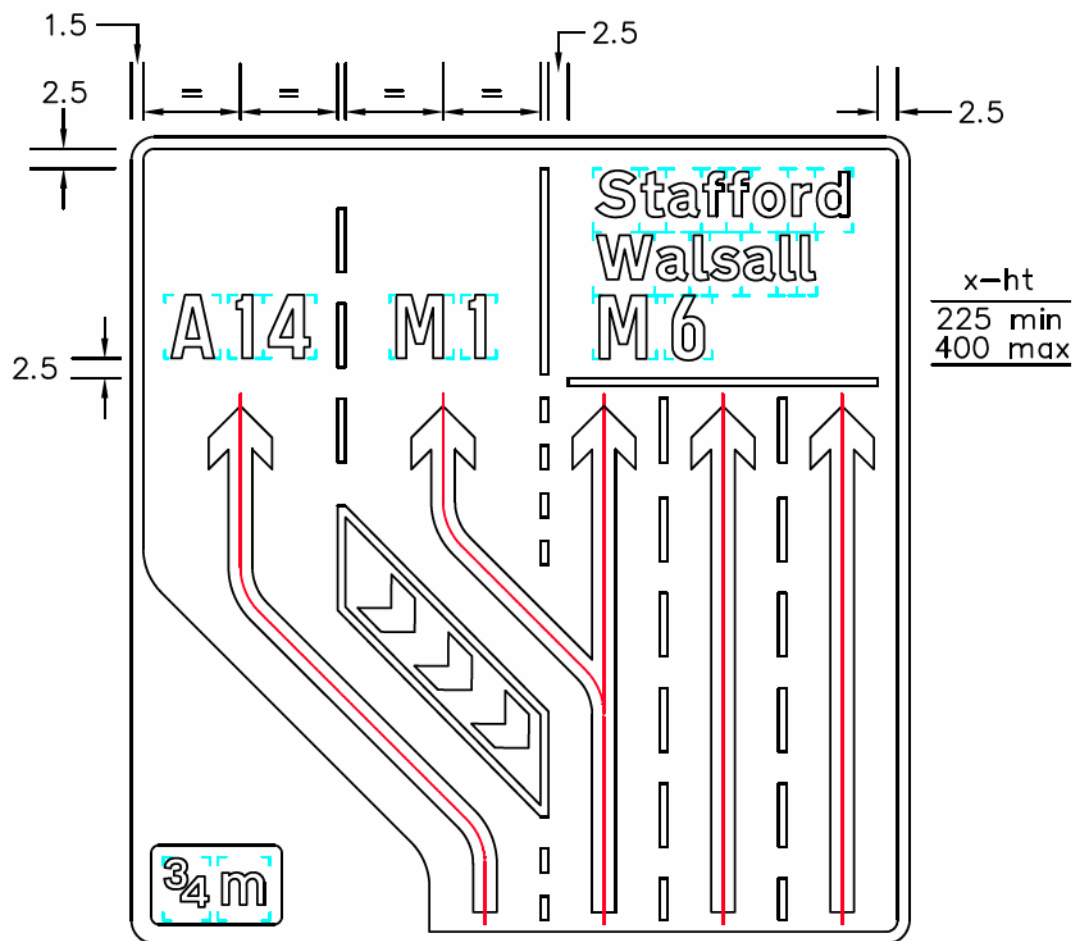 1.5
2.5
2.5
= = = =
2.5
Stafford
Walsall
A14 M1 M6
x-ht
225 min
400 max
2.5
3/4 m